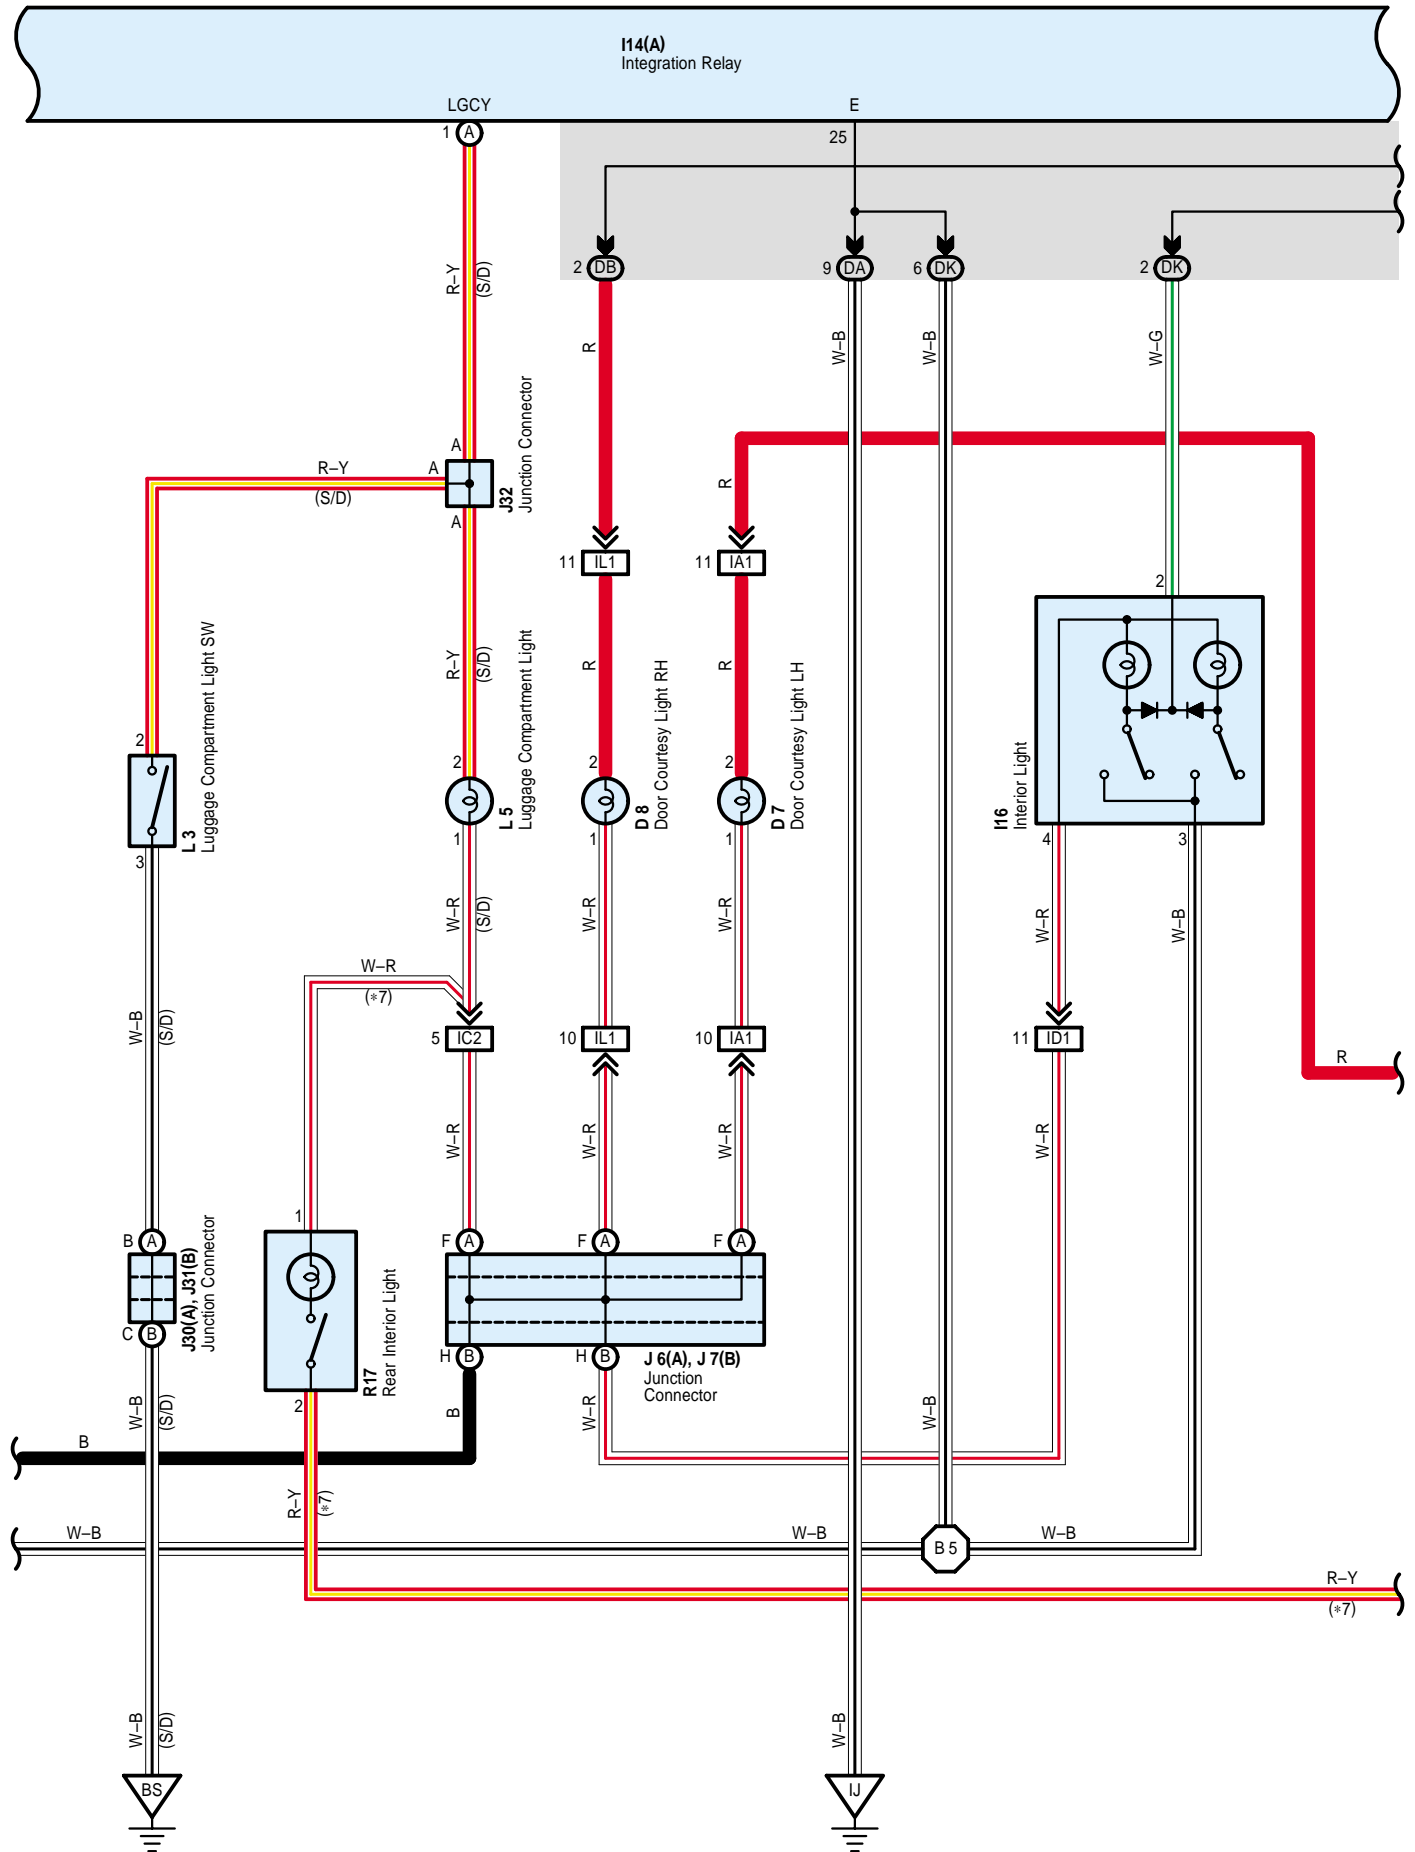 I14(A)
Integration Relay
LGCY
E
1
A
25
2
DB
9
DA
6
DK
2
DK
R–Y
(S/D)
R
W–B
W–B
W–G
A
A
A
J32
Junction Connector
R–Y
(S/D)
R
11
IL1
11
IA1
2
R–Y
(S/D)
R
R
2
L 3
Luggage Compartment Light SW
3
2
L 5
Luggage Compartment Light
1
2
D 8
Door Courtesy Light RH
1
2
D 7
Door Courtesy Light LH
1
I16
Interior Light
4
3
W–R
(S/D)
W–R
W–R
W–R
W–B
W–R
(∗7)
W–B
(S/D)
5
IC2
10
IL1
10
IA1
11
ID1
R
W–R
W–R
W–R
W–R
1
B
A
J30(A), J31(B)
Junction Connector
C
B
R17
Rear Interior Light
2
F
A
F
A
F
A
H
B
H
B
J 6(A), J 7(B)
Junction
Connector
W–B
(S/D)
B
W–R
W–B
B
R–Y
(∗7)
W–B
W–B
B 5
W–B
R–Y
(∗7)
W–B
(S/D)
W–B
BS
IJ